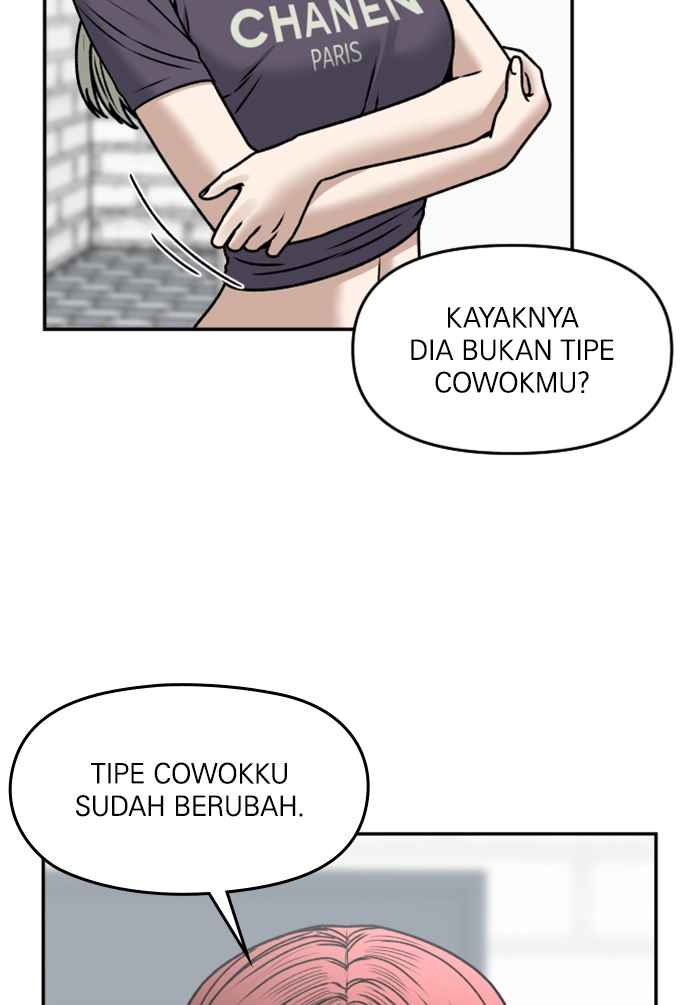 CHANEN
PARIS
KAYAKNYA
DIA BUKAN TIPE
COWOKMU?
TIPE COWOKKU
SUDAH BERUBAH.